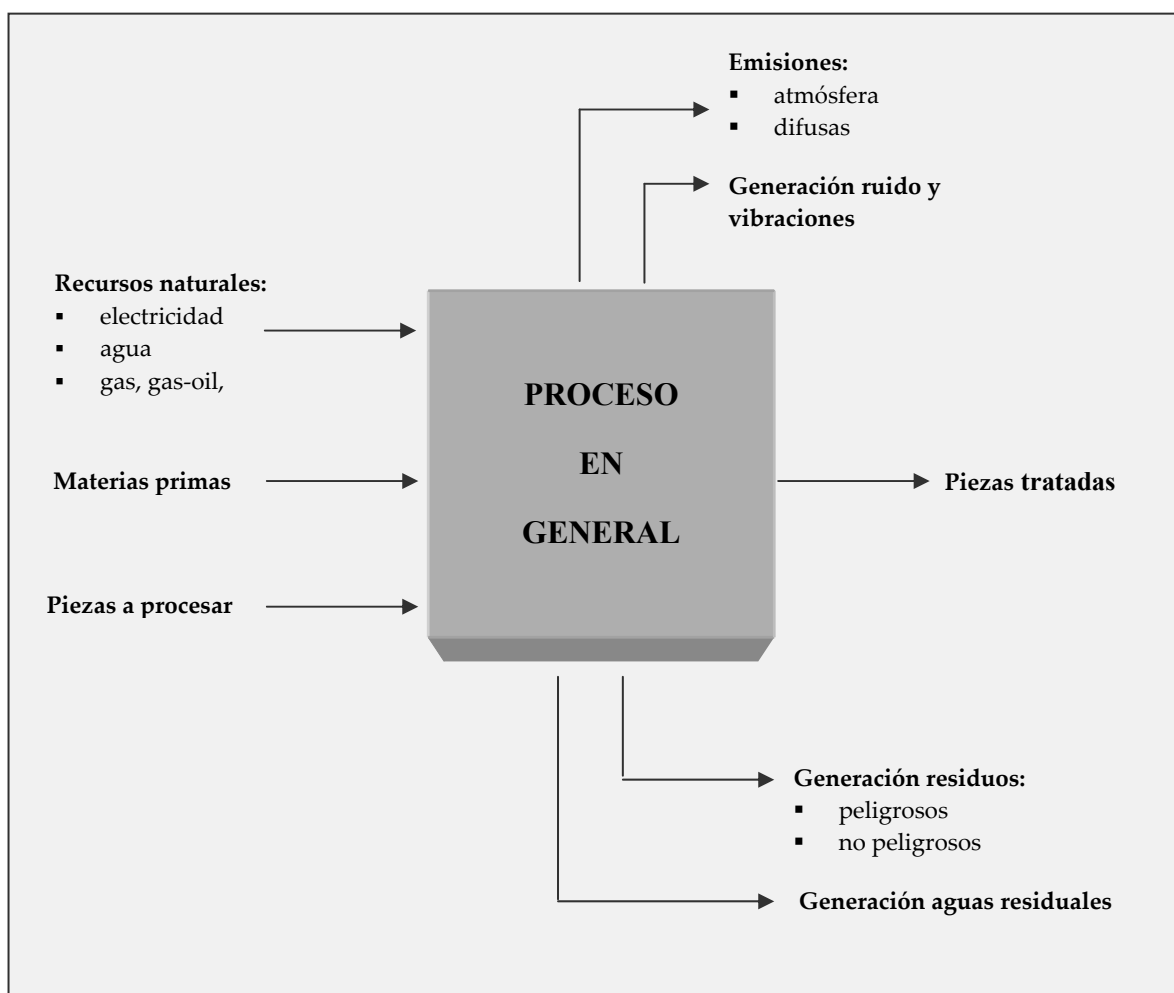 Emisiones:
▪ atmósfera
▪ difusas
Generación ruido y
vibraciones
Recursos naturales:
▪ electricidad
▪ agua
▪ gas, gas-oil,
Materias primas
Piezas a procesar
PROCESO
EN
GENERAL
Piezas tratadas
Generación residuos:
▪ peligrosos
▪ no peligrosos
Generación aguas residuales